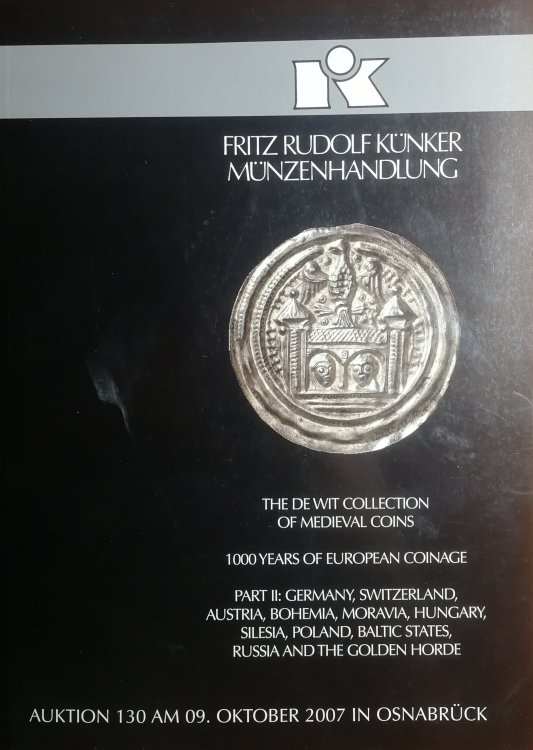 FRITZ RUDOLF KÜNKER
MÜNZENHANDLUNG
THE DE WIT COLLECTION
OF MEDIEVAL COINS
1000 YEARS OF EUROPEAN COINAGE
PART II: GERMANY, SWITZERLAND,
AUSTRIA, BOHEMIA, MORAVIA, HUNGARY,
SILESIA, POLAND, BALTIC STATES,
RUSSIA AND THE GOLDEN HORDE
AUKTION 130 AM 09. OKTOBER 2007 IN OSNABRÜCK